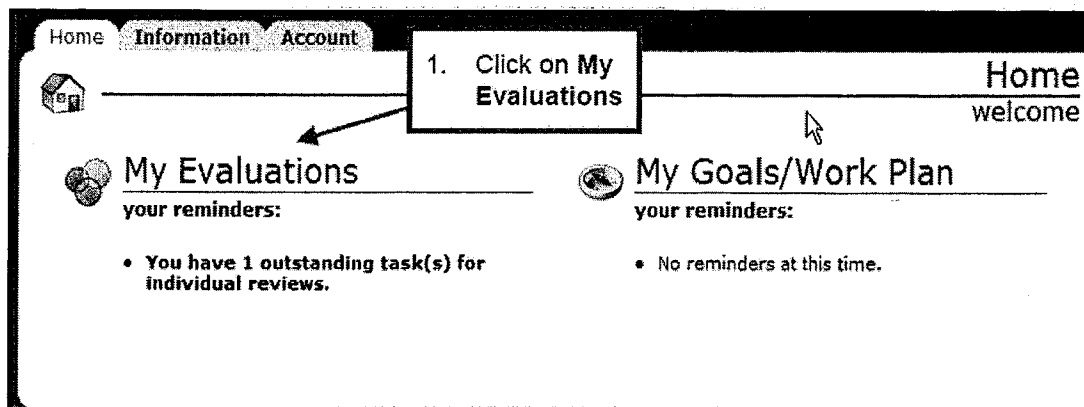 Home Information Account
1. Click on My
Evaluations
Home
welcome
My Evaluations
your reminders:
• You have 1 outstanding task(s) for
individual reviews.
My Goals/Work Plan
your reminders:
• No reminders at this time.